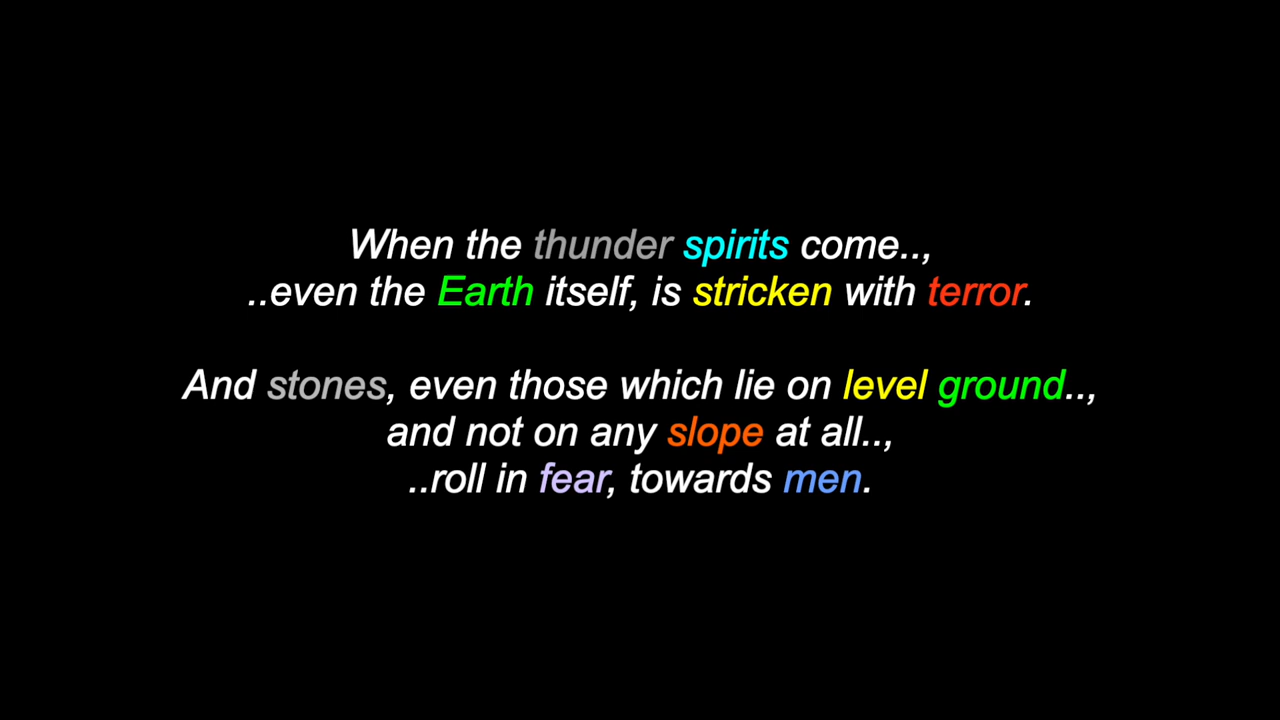 When the thunder spirits come..,
..even the Earth itself, is stricken with terror.
And stones, even those which lie on level ground..,
and not on any slope at all..,
..roll in fear, towards men.